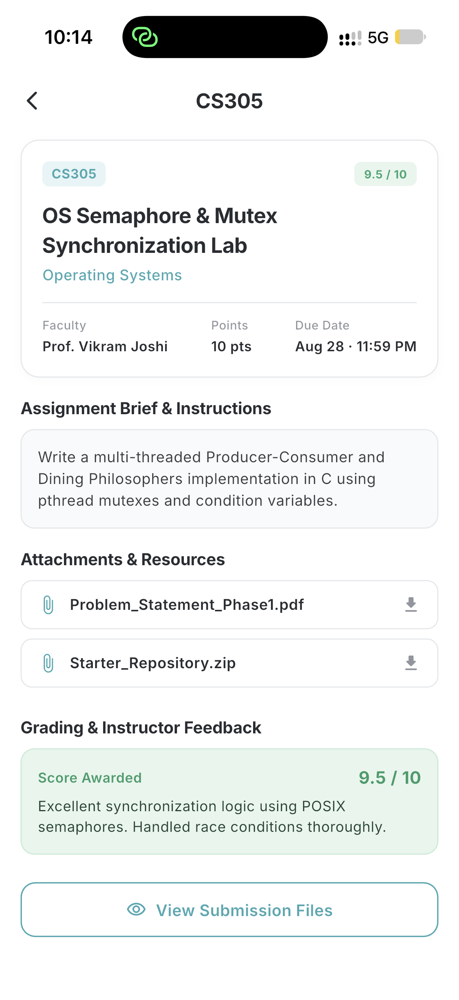 10:14
5G
CS305
CS305
9.5 / 10
OS Semaphore & Mutex
Synchronization Lab
Operating Systems
Faculty
Points
Due Date
Prof. Vikram Joshi
10 pts
Aug 28 · 11:59 PM
Assignment Brief & Instructions
Write a multi-threaded Producer-Consumer and
Dining Philosophers implementation in C using
pthread mutexes and condition variables.
Attachments & Resources
Problem_Statement_Phase1.pdf
Starter_Repository.zip
Grading & Instructor Feedback
Score Awarded
9.5 / 10
Excellent synchronization logic using POSIX
semaphores. Handled race conditions thoroughly.
View Submission Files